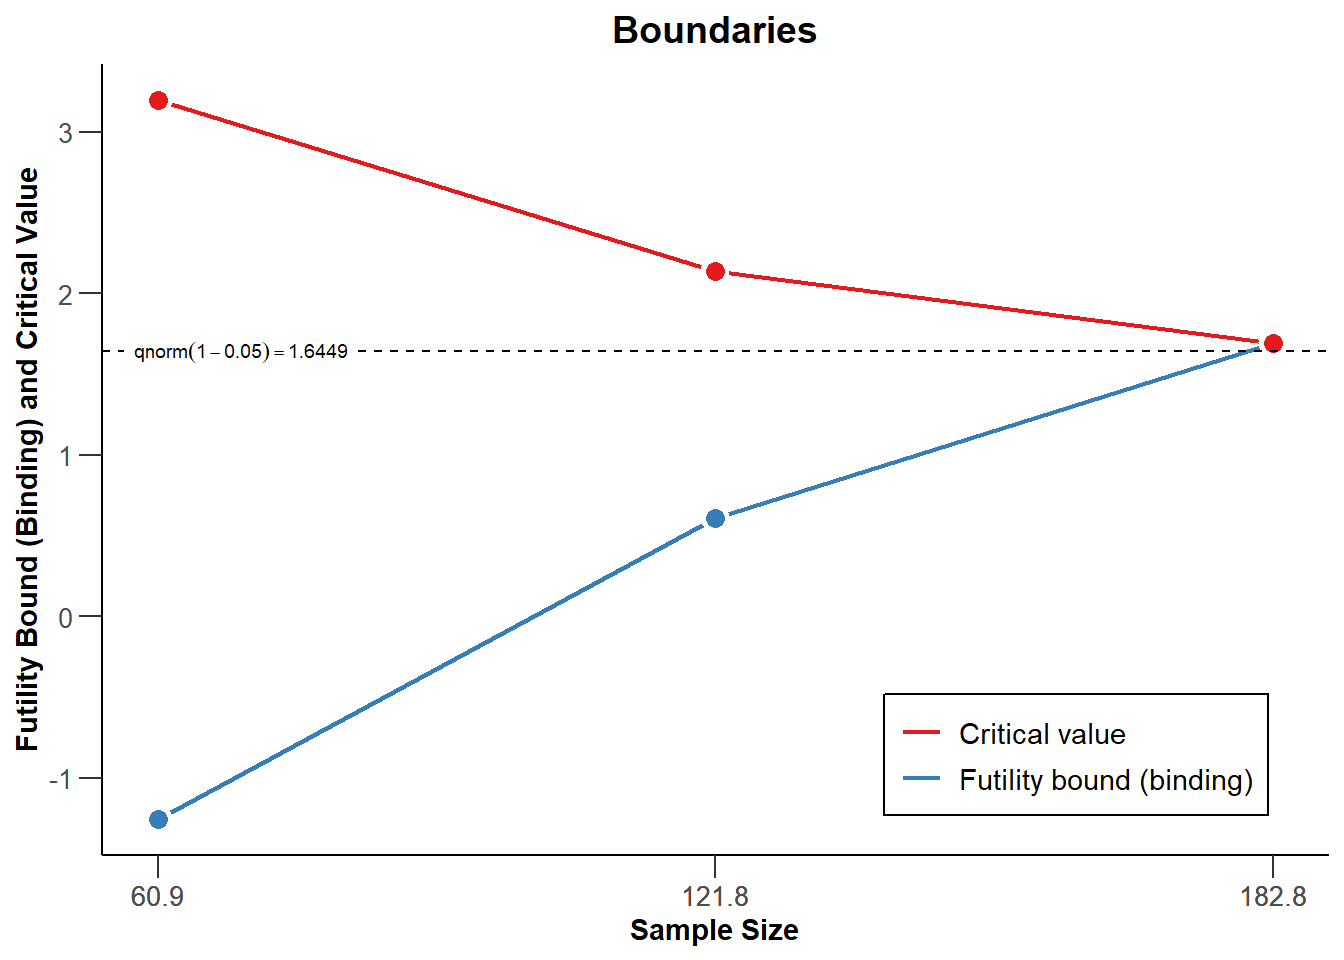 Boundaries
Futility Bound (Binding) and Critical Value
3
2
1
0
-1
qnorm(1 − 0.05) = 1.6449
Critical value
Futility bound (binding)
60.9
121.8
182.8
Sample Size